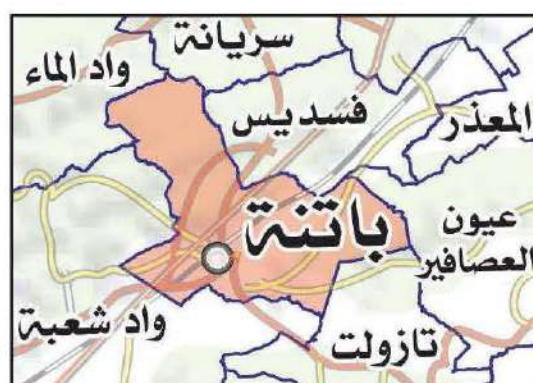 سريانة
واد الماء
فسديس
المعذر
باتنة
عيون
العصافير
واد شعبة
تازولت